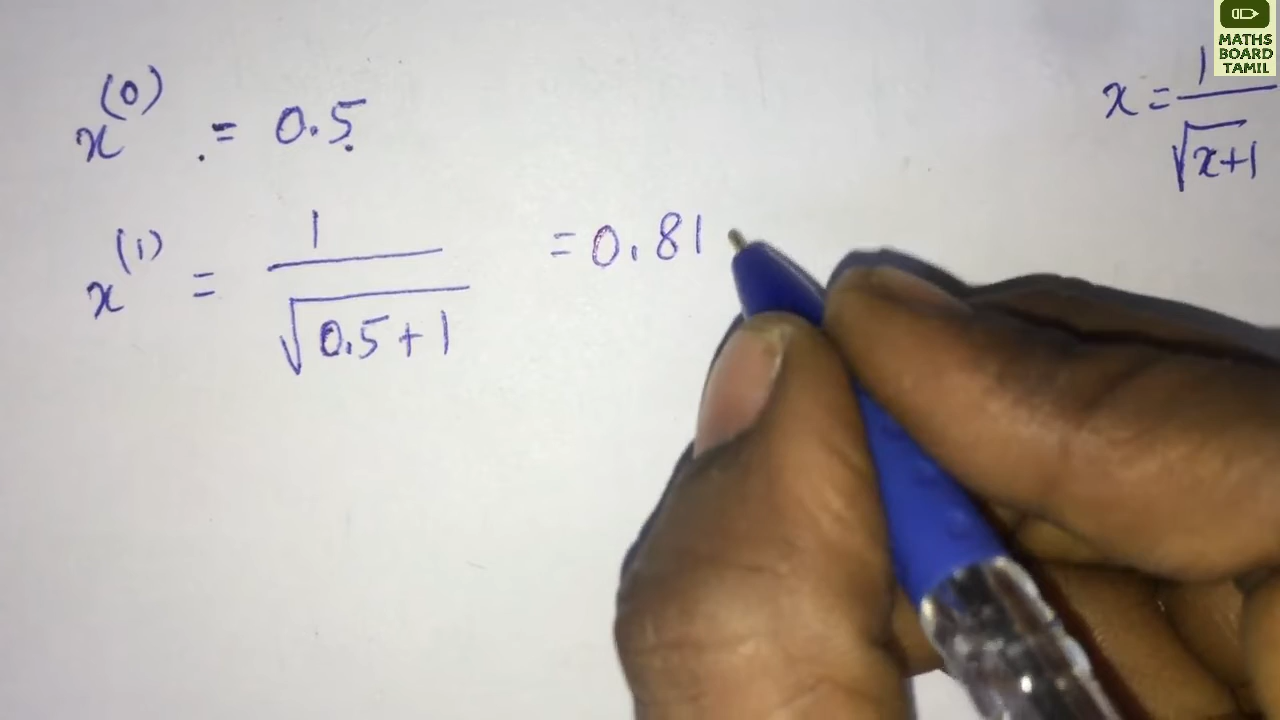 MATHS
BOARD
TAMIL
x = 1/√x+1
x^(0) = 0.5
x^(1) = 1/√0.5+1 = 0.81